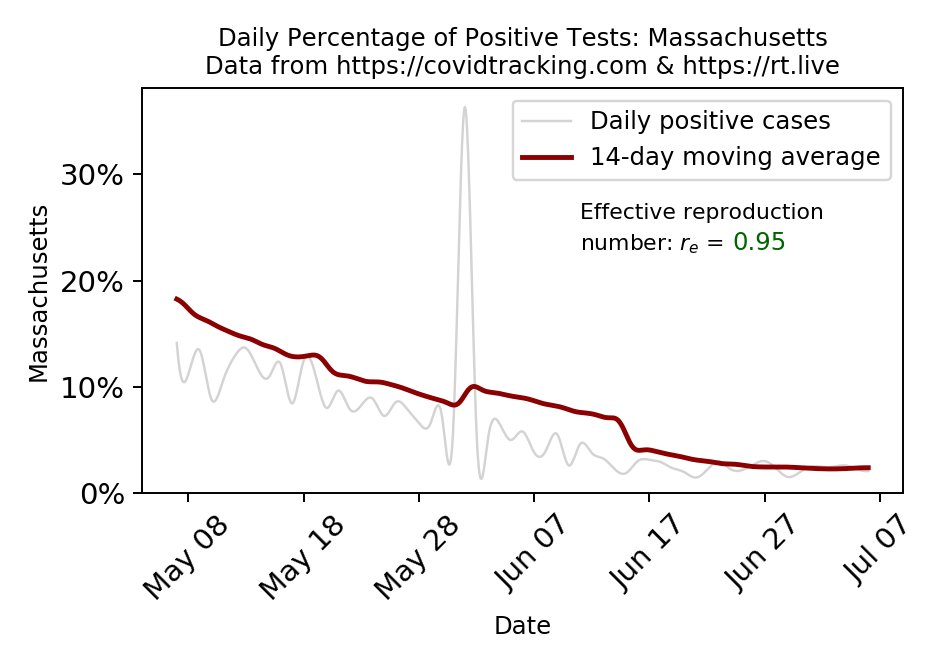 Daily Percentage of Positive Tests: Massachusetts
Data from https://covidtracking.com & https://rt.live
Daily positive cases
14-day moving average
Effective reproduction
number: rₑ = 0.95
Massachusetts
30%
20%
10%
0%
May 08
May 18
May 28
Jun 07
Jun 17
Jun 27
Jul 07
Date